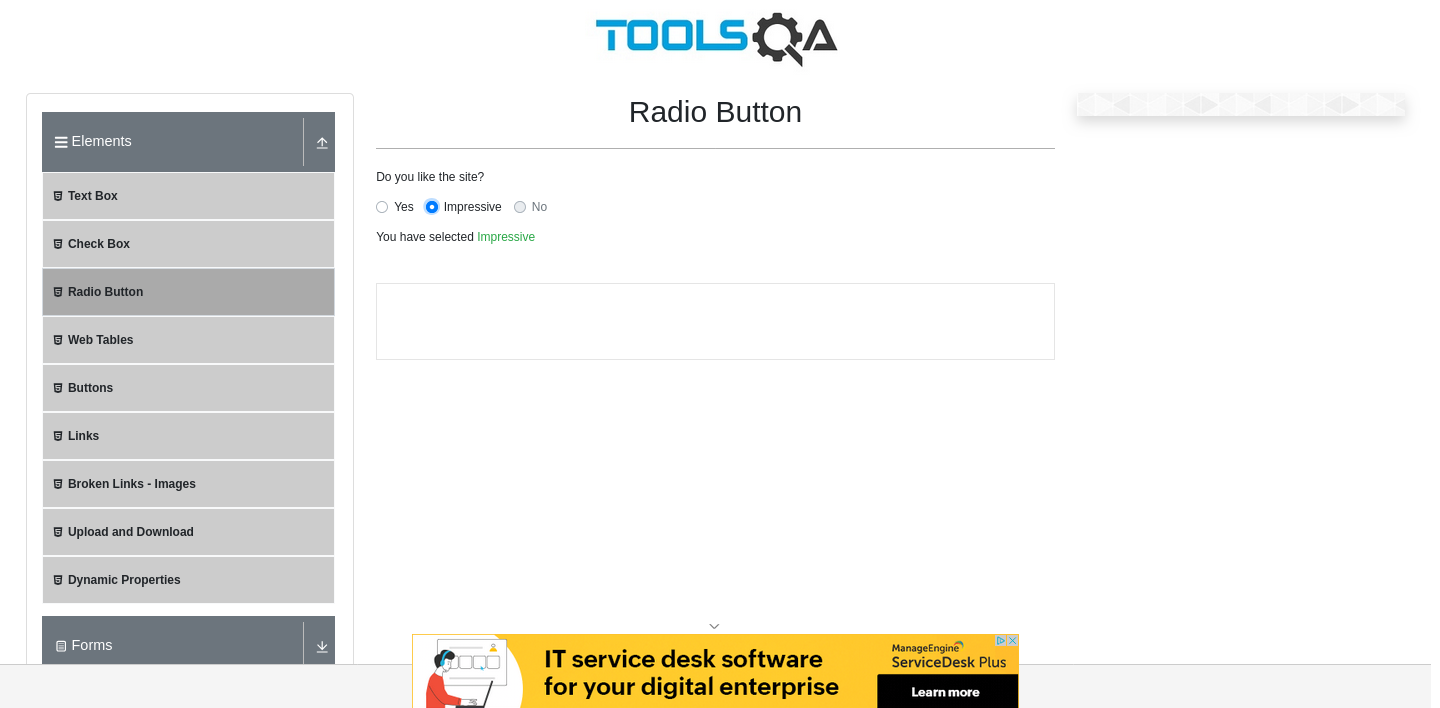 TOOLSQA
Elements
Text Box
Check Box
Radio Button
Web Tables
Buttons
Links
Broken Links - Images
Upload and Download
Dynamic Properties
Forms
Radio Button
Do you like the site?
Yes Impressive No
You have selected Impressive
IT service desk software
for your digital enterprise
ManageEngine
ServiceDesk Plus
Learn more